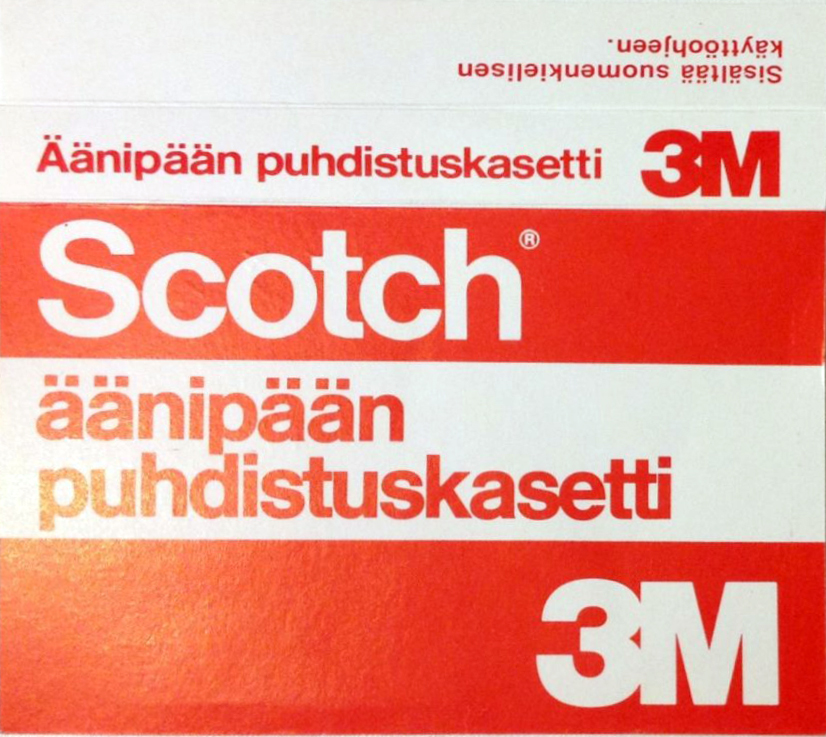 Sisältää suomenkielisen
käyttöohjeen.
Äänipään puhdistuskasetti 3M
Scotch®
äänipään
puhdistuskasetti
3M